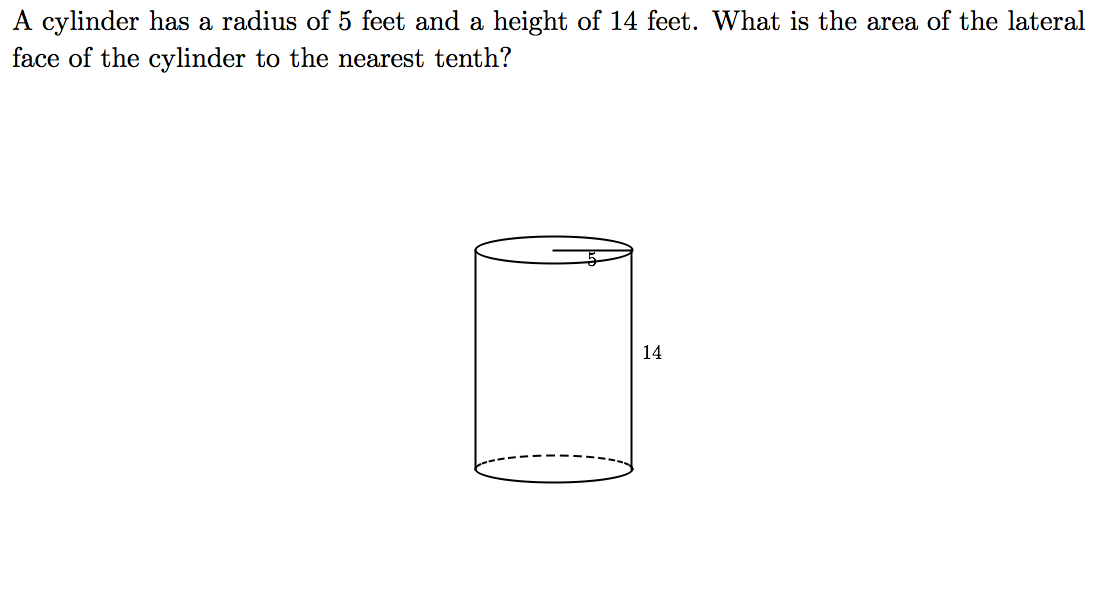 A cylinder has a radius of 5 feet and a height of 14 feet. What is the area of the lateral
face of the cylinder to the nearest tenth?
5
14